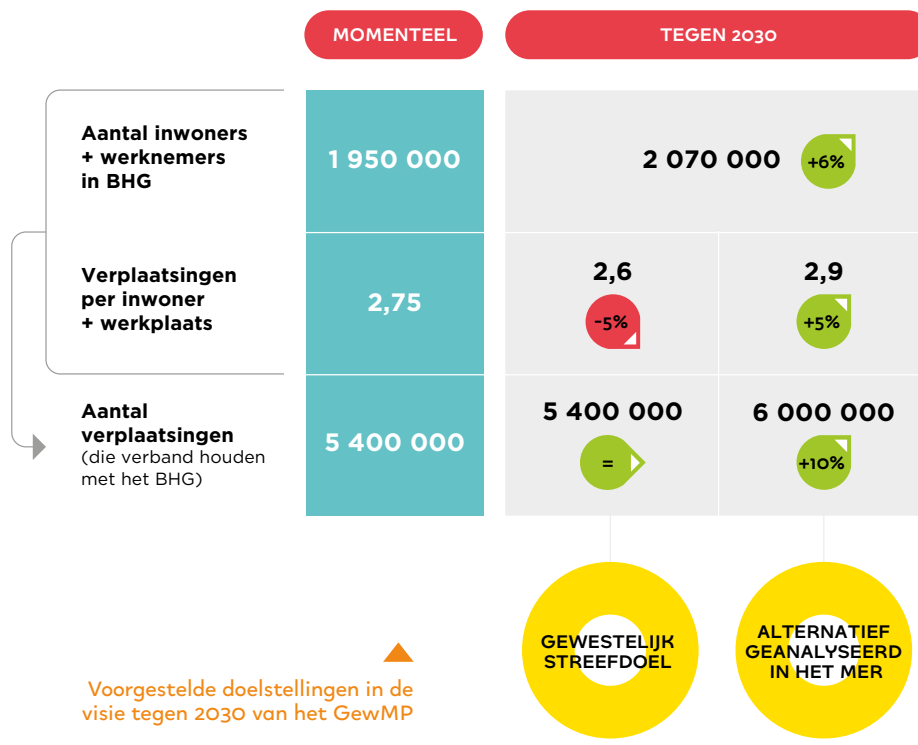 MOMENTEEL
TEGEN 2030
Aantal inwoners
+ werknemers
in BHG
1 950 000
2 070 000
+6%
Verplaatsingen
per inwoner
+ werkplaats
2,75
2,6
-5%
2,9
+5%
Aantal
verplaatsingen
(die verband houden
met het BHG)
5 400 000
5 400 000
=
6 000 000
+10%
GEWESTELIJK
STREEFDOEL
ALTERNATIEF
GEANALYSEERD
IN HET MER
Voorgestelde doelstellingen in de
visie tegen 2030 van het GewMP